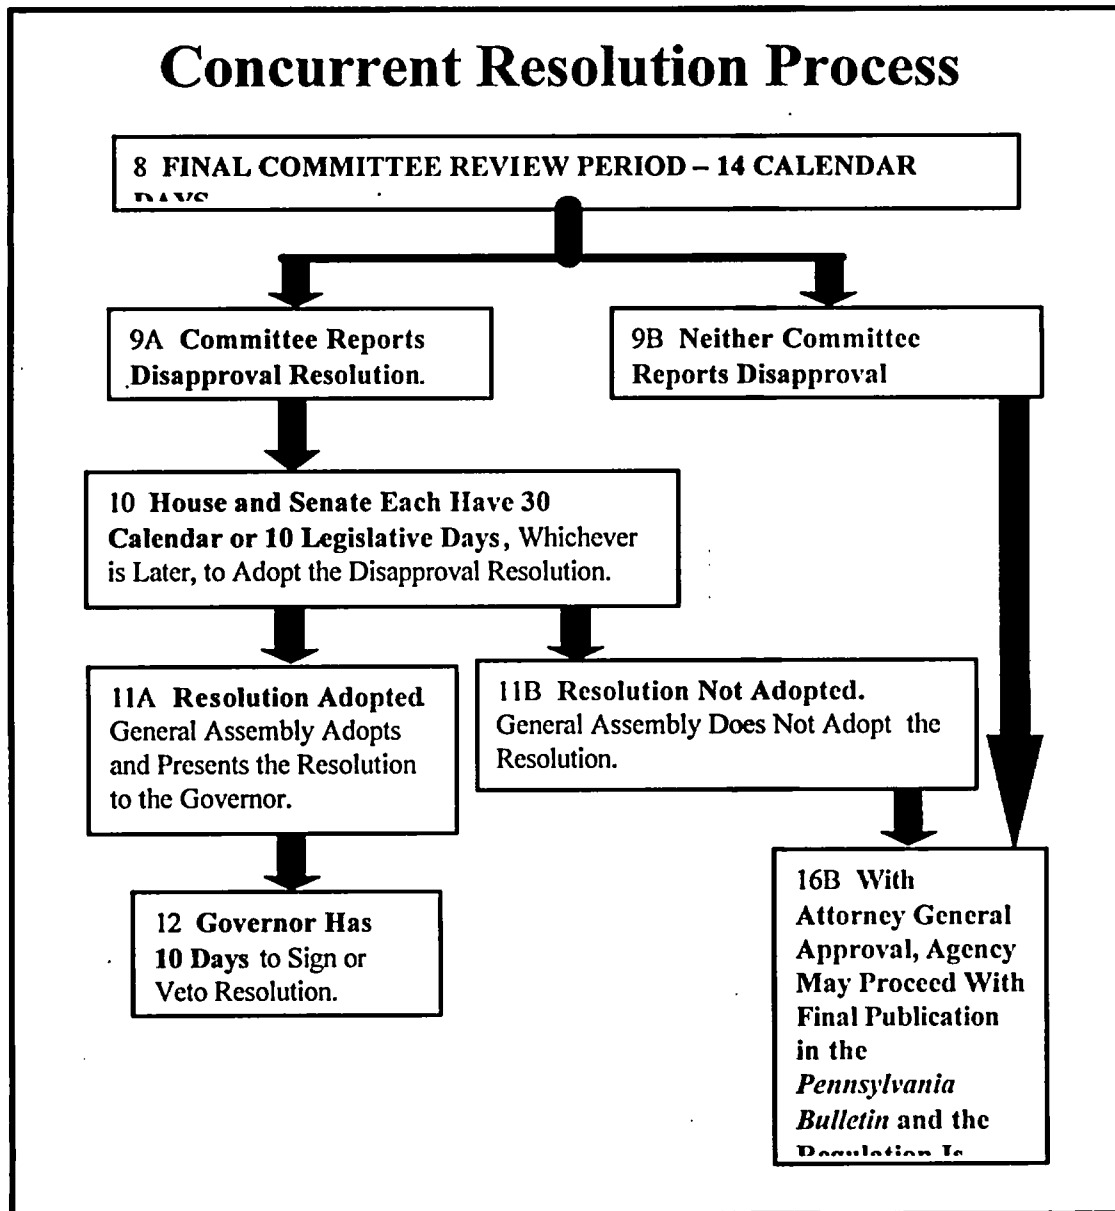 Concurrent Resolution Process
8 FINAL COMMITTEE REVIEW PERIOD – 14 CALENDAR
DAYS
9A Committee Reports
Disapproval Resolution.
9B Neither Committee
Reports Disapproval
10 House and Senate Each Have 30
Calendar or 10 Legislative Days, Whichever
is Later, to Adopt the Disapproval Resolution.
11A Resolution Adopted
General Assembly Adopts
and Presents the Resolution
to the Governor.
11B Resolution Not Adopted.
General Assembly Does Not Adopt the
Resolution.
12 Governor Has
10 Days to Sign or
Veto Resolution.
16B With
Attorney General
Approval, Agency
May Proceed With
Final Publication
in the
Pennsylvania
Bulletin and the
Regulation Is